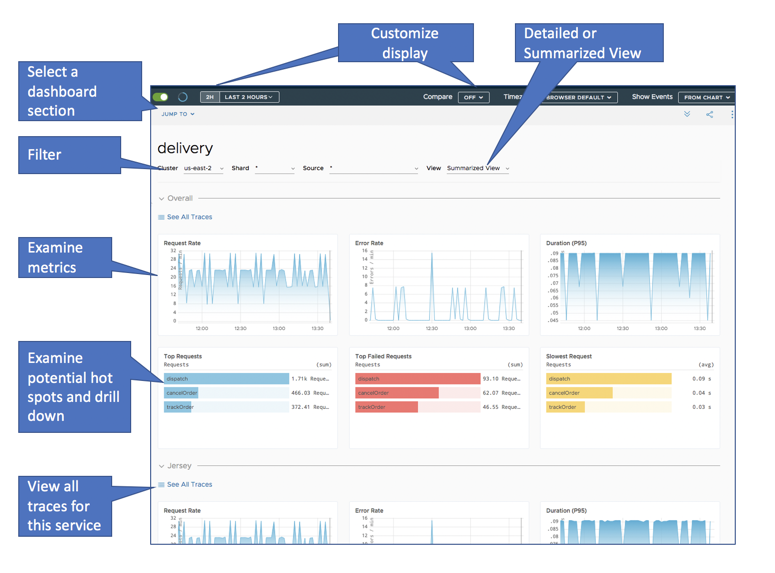 Customize
display
Detailed or
Summarized View
Select a
dashboard
section
2H LAST 2 HOURS
Compare OFF
BROWSER DEFAULT
Show Events FROM CHART
JUMP TO
Filter
delivery
Cluster us-east-2 Shard * Source * View Summarized View
Overall
See All Traces
Examine
metrics
Request Rate
32
28
24
20
16
12
8
4
0
12:00 12:30 13:00 13:30
Error Rate
Errors / min
16
14
12
10
8
6
4
2
0
12:00 12:30 13:00 13:30
Duration (P95)
.09
.085
.08
.075
.07
.065
.06
.055
.05
.045
12:00 12:30 13:00 13:30
Examine
potential hot
spots and drill
down
Top Requests
Requests (sum)
dispatch 1.71k Reque…
cancelOrder 466.03 Requ…
trackOrder 372.41 Requ…
Top Failed Requests
Requests (sum)
dispatch 93.10 Reque…
cancelOrder 62.07 Reque…
trackOrder 46.55 Reque…
Slowest Request
Requests (avg)
dispatch 0.09 s
cancelOrder 0.04 s
trackOrder 0.03 s
Jersey
View all
traces for
this service
See All Traces
Request Rate
32
28
24
20
Error Rate
16
14
12
10
Duration (P95)
.09
.085
.08